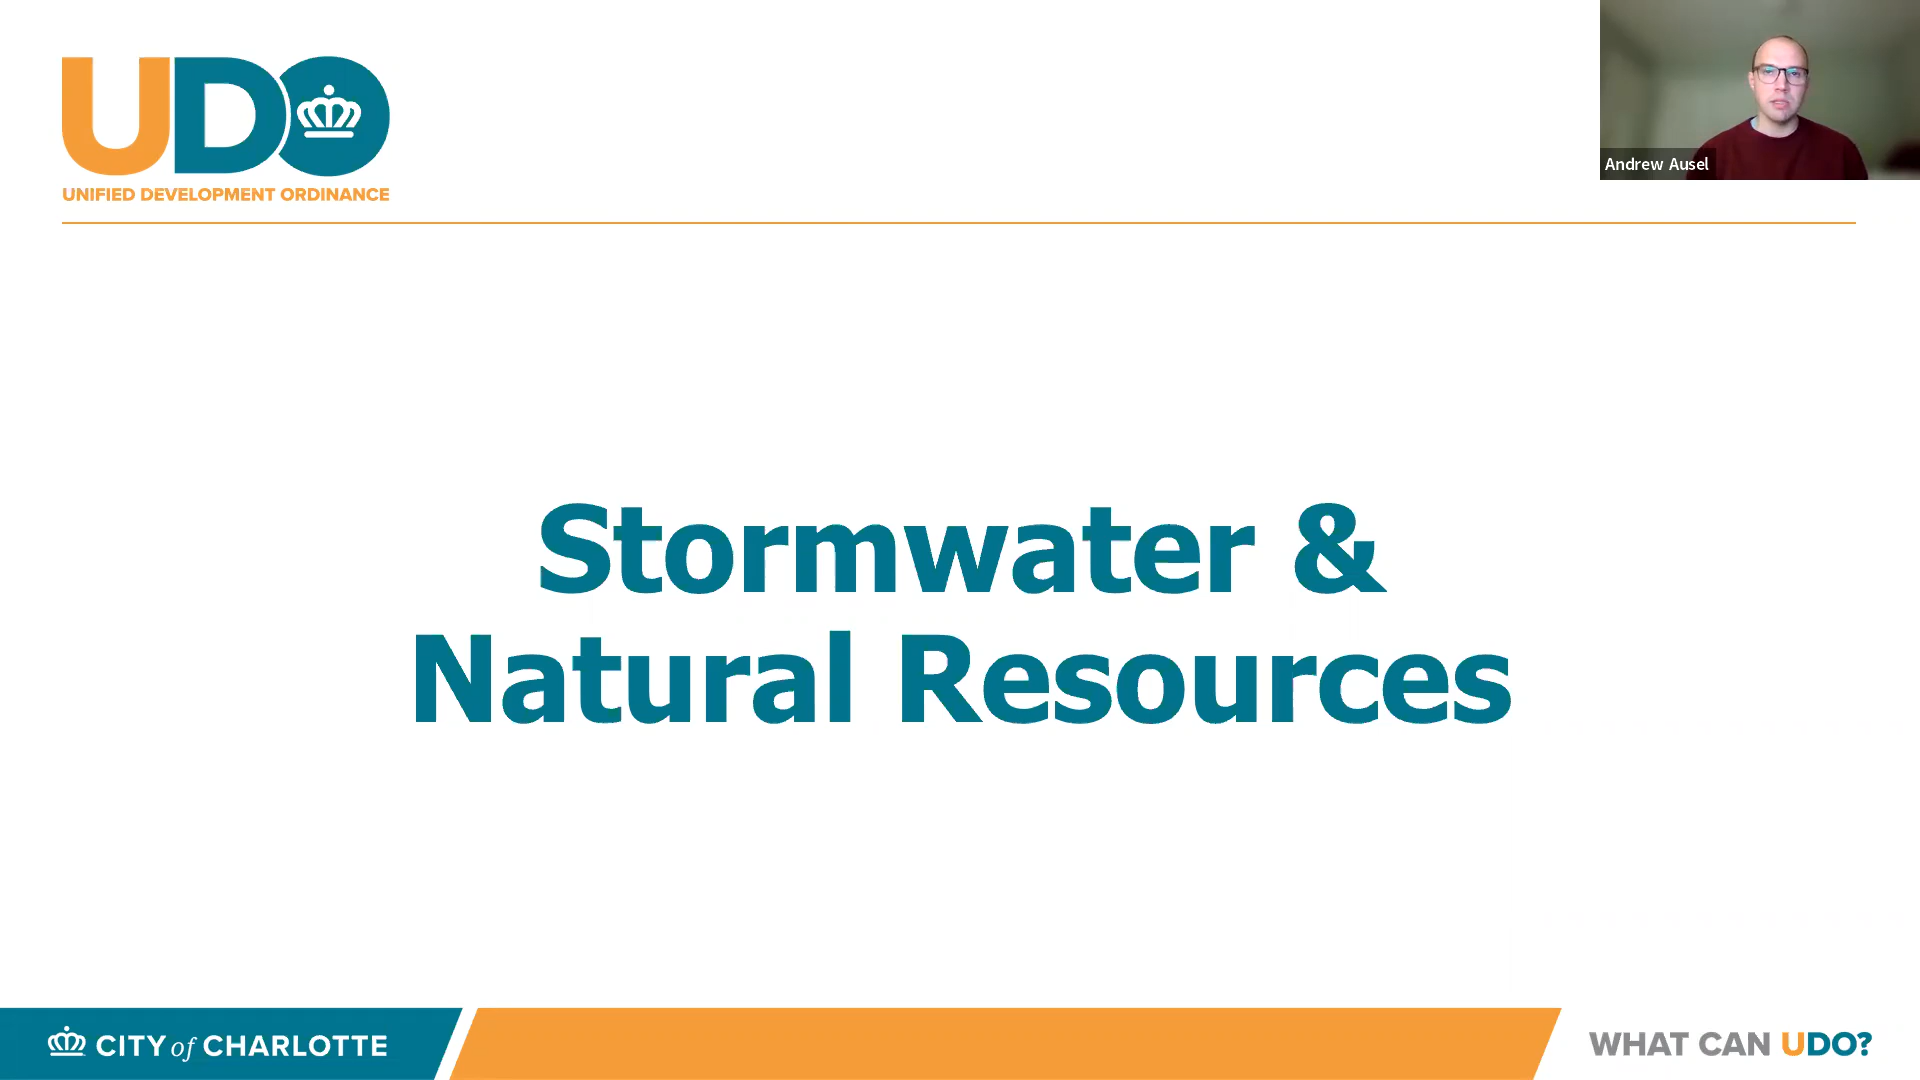 UDO
UNIFIED DEVELOPMENT ORDINANCE
Andrew Ausel
Stormwater &
Natural Resources
CITY of CHARLOTTE
WHAT CAN UDO?